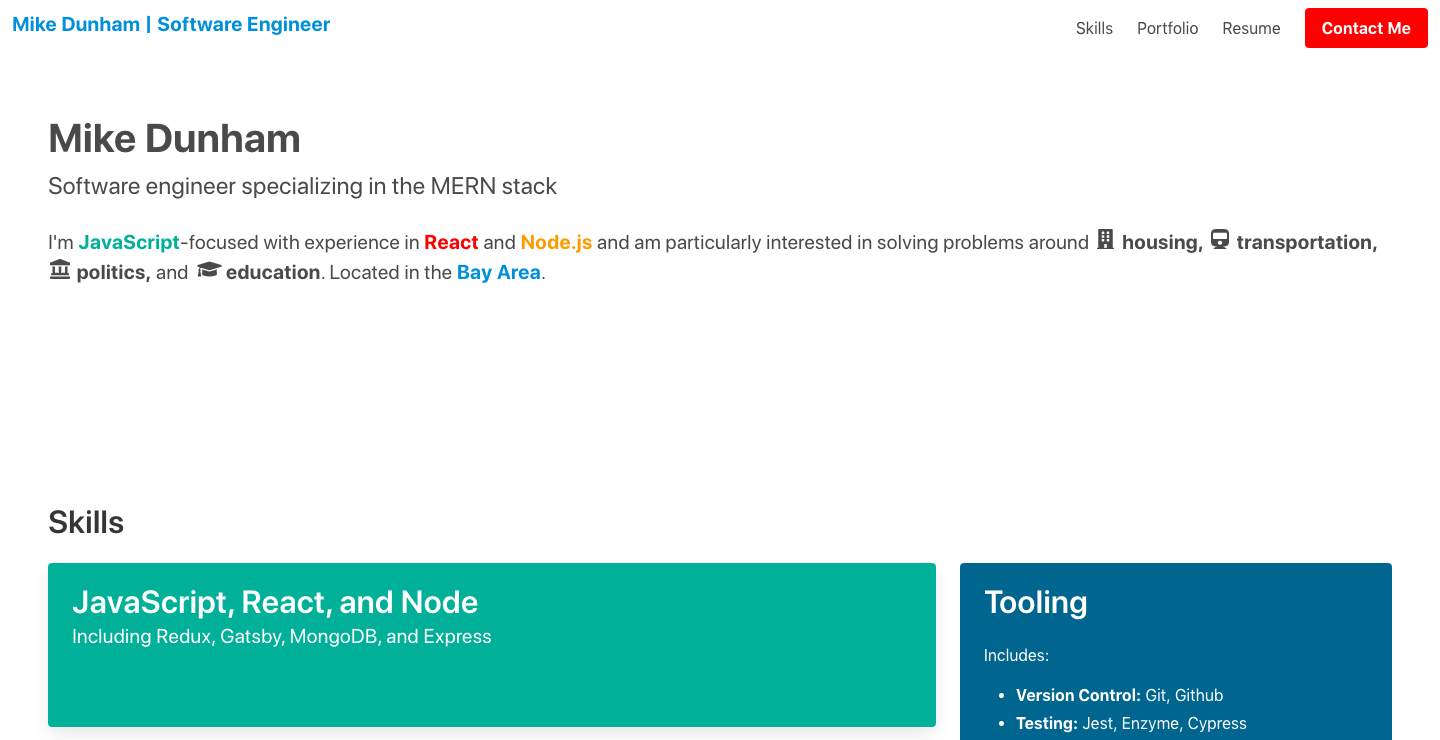 Mike Dunham | Software Engineer
Skills
Portfolio
Resume
Contact Me
Mike Dunham
Software engineer specializing in the MERN stack
I'm JavaScript-focused with experience in React and Node.js and am particularly interested in solving problems around housing, transportation,
politics, and education. Located in the Bay Area.
Skills
JavaScript, React, and Node
Including Redux, Gatsby, MongoDB, and Express
Tooling
Includes:
• Version Control: Git, Github
• Testing: Jest, Enzyme, Cypress